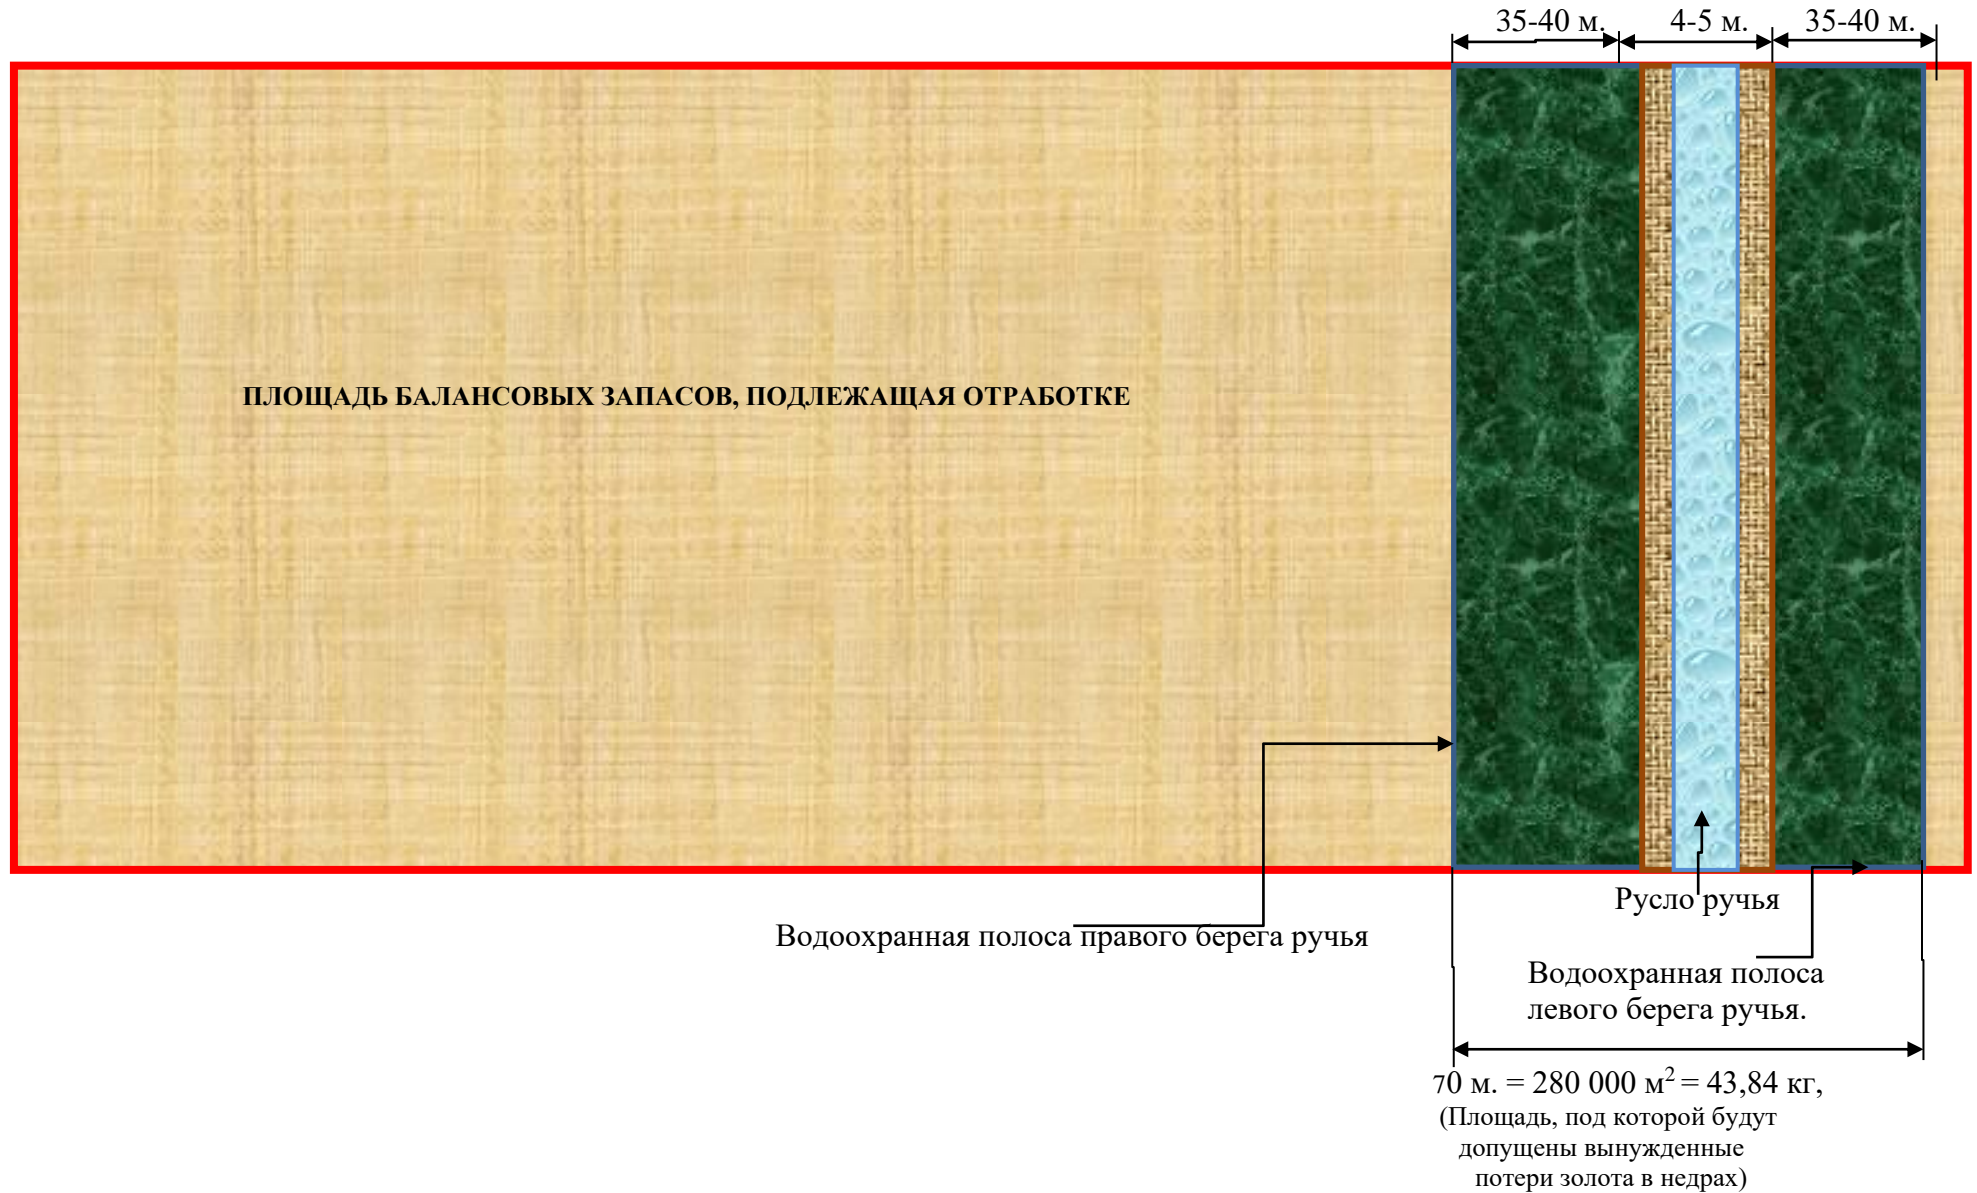 35-40 м. 4-5 м. 35-40 м.
ПЛОЩАДЬ БАЛАНСОВЫХ ЗАПАСОВ, ПОДЛЕЖАЩАЯ ОТРАБОТКЕ
Русло ручья
Водоохранная полоса правого берега ручья
Водоохранная полоса
левого берега ручья.
70 м. = 280 000 м² = 43,84 кг,
(Площадь, под которой будут
допущены вынужденные
потери золота в недрах)